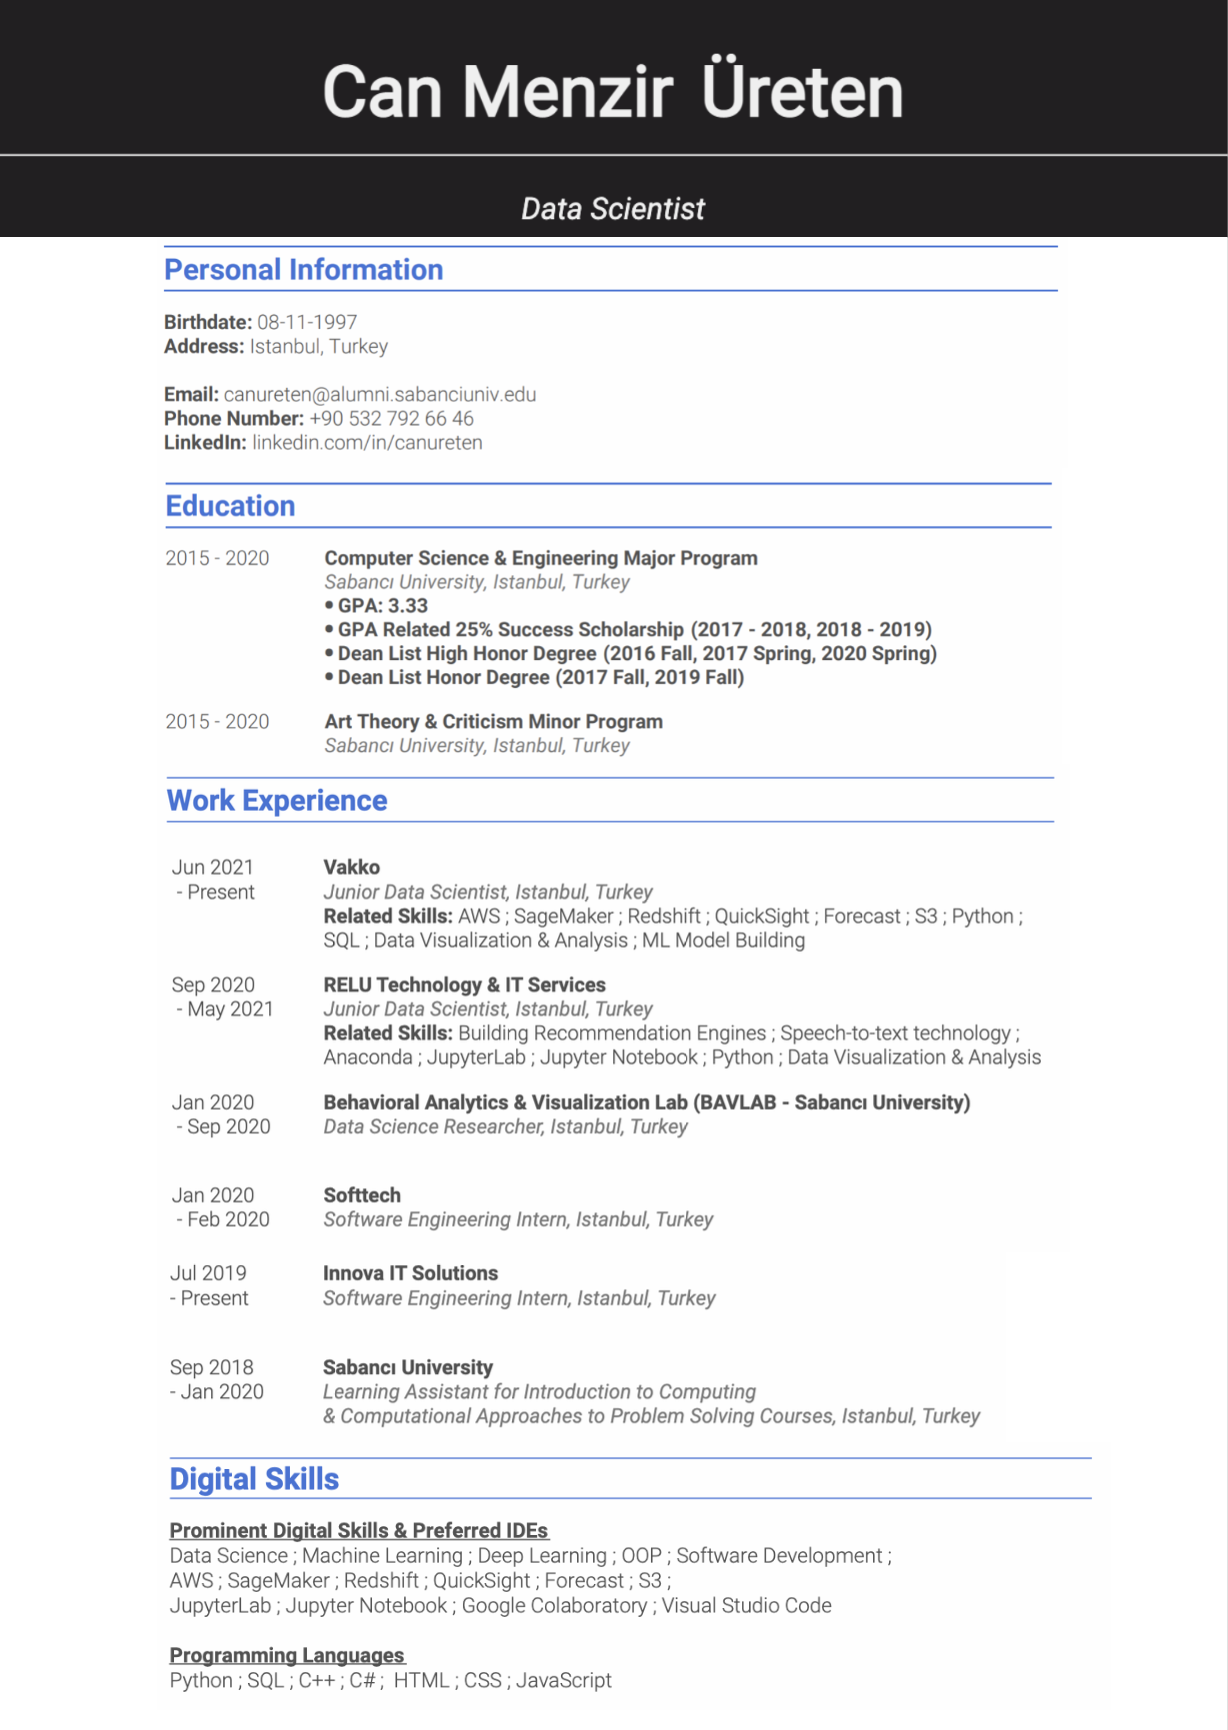 Can Menzir Üreten
Data Scientist
Personal Information
Birthdate: 08-11-1997
Address: Istanbul, Turkey
Email: canureten@alumni.sabanciuniv.edu
Phone Number: +90 532 792 66 46
LinkedIn: linkedin.com/in/canureten
Education
2015 - 2020 Computer Science & Engineering Major Program
Sabancı University, Istanbul, Turkey
• GPA: 3.33
• GPA Related 25% Success Scholarship (2017 - 2018, 2018 - 2019)
• Dean List High Honor Degree (2016 Fall, 2017 Spring, 2020 Spring)
• Dean List Honor Degree (2017 Fall, 2019 Fall)
2015 - 2020 Art Theory & Criticism Minor Program
Sabancı University, Istanbul, Turkey
Work Experience
Jun 2021 Vakko
- Present Junior Data Scientist, Istanbul, Turkey
Related Skills: AWS ; SageMaker ; Redshift ; QuickSight ; Forecast ; S3 ; Python ;
SQL ; Data Visualization & Analysis ; ML Model Building
Sep 2020 RELU Technology & IT Services
- May 2021 Junior Data Scientist, Istanbul, Turkey
Related Skills: Building Recommendation Engines ; Speech-to-text technology ;
Anaconda ; JupyterLab ; Jupyter Notebook ; Python ; Data Visualization & Analysis
Jan 2020 Behavioral Analytics & Visualization Lab (BAVLAB - Sabancı University)
- Sep 2020 Data Science Researcher, Istanbul, Turkey
Jan 2020 Softtech
- Feb 2020 Software Engineering Intern, Istanbul, Turkey
Jul 2019 Innova IT Solutions
- Present Software Engineering Intern, Istanbul, Turkey
Sep 2018 Sabancı University
- Jan 2020 Learning Assistant for Introduction to Computing
& Computational Approaches to Problem Solving Courses, Istanbul, Turkey
Digital Skills
Prominent Digital Skills & Preferred IDEs
Data Science ; Machine Learning ; Deep Learning ; OOP ; Software Development ;
AWS ; SageMaker ; Redshift ; QuickSight ; Forecast ; S3 ;
JupyterLab ; Jupyter Notebook ; Google Colaboratory ; Visual Studio Code
Programming Languages
Python ; SQL ; C++ ; C# ; HTML ; CSS ; JavaScript